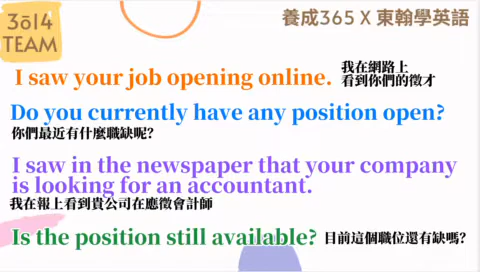 3ō14
TEAM
養成365 X 東翰學英語
I saw your job opening online. 我在網路上
看到你們的徵才
Do you currently have any position open?
你們最近有什麼職缺呢?
I saw in the newspaper that your company
is looking for an accountant.
我在報上看到貴公司在應徵會計師
Is the position still available? 目前這個職位還有缺嗎?